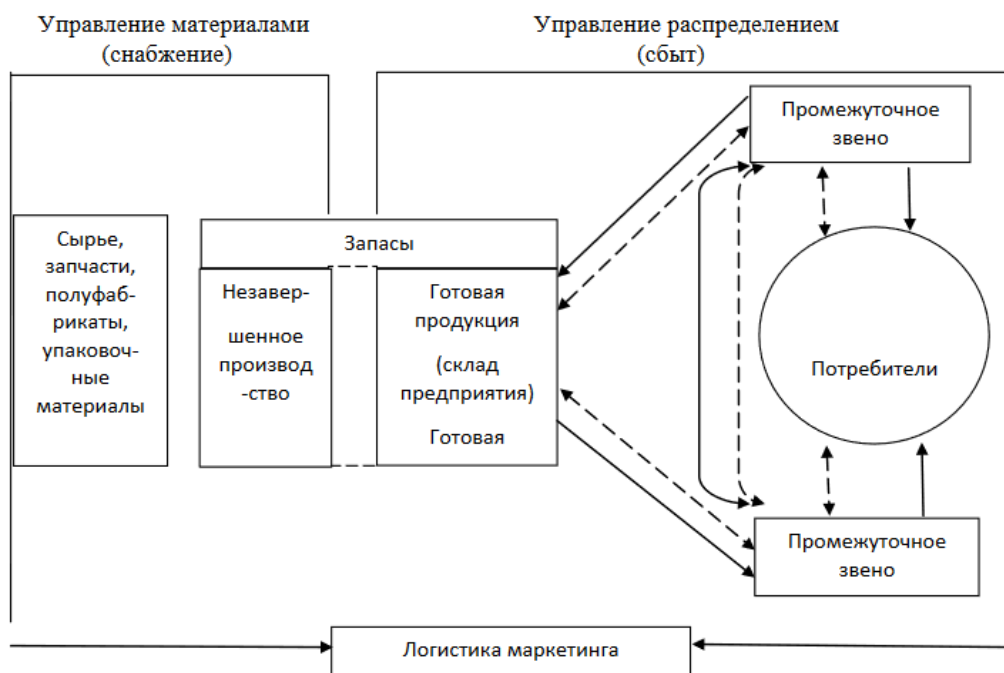 Управление материалами
(снабжение)
Управление распределением
(сбыт)
Промежуточное
звено
Сырье,
запчасти,
полуфаб-
рикаты,
упаковоч-
ные
материалы
Запасы
Незавер-
шенное
производ
-ство
Готовая
продукция
(склад
предприятия)
Готовая
Потребители
Промежуточное
звено
Логистика маркетинга